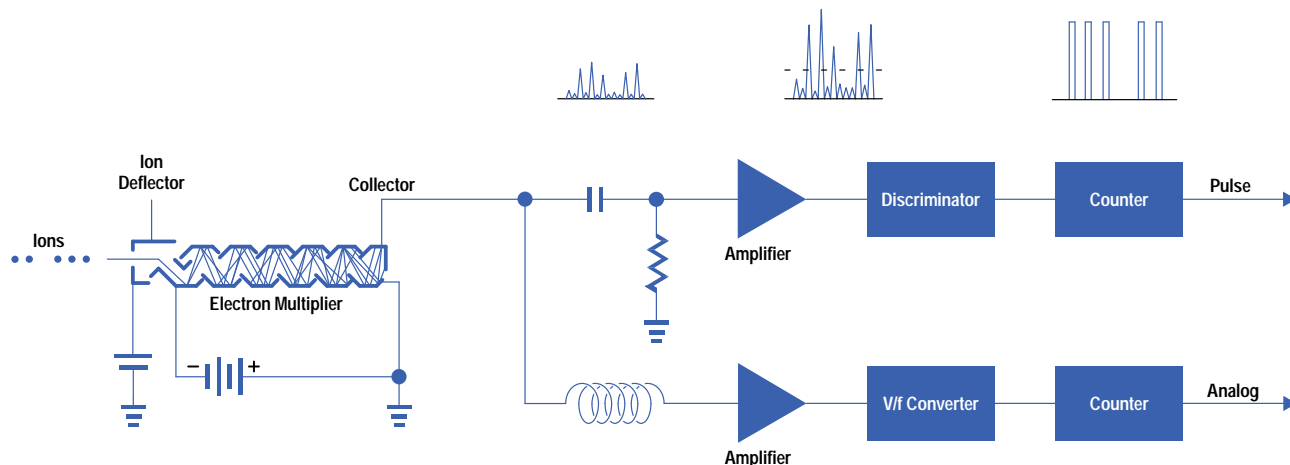 Ion
Deflector
Collector
Ions
Electron Multiplier
− +
Amplifier
Discriminator
Counter
Pulse
Amplifier
V/f Converter
Counter
Analog